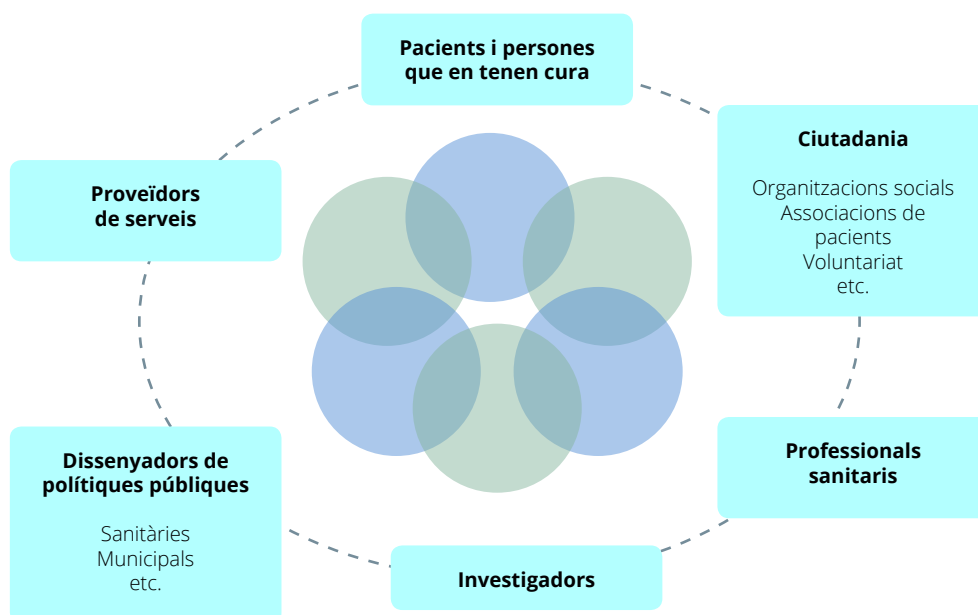 Pacients i persones
que en tenen cura
Ciutadania
Organitzacions socials
Associacions de
pacients
Voluntariat
etc.
Professionals
sanitaris
Investigadors
Dissenyadors de
polítiques públiques
Sanitàries
Municipals
etc.
Proveïdors
de serveis